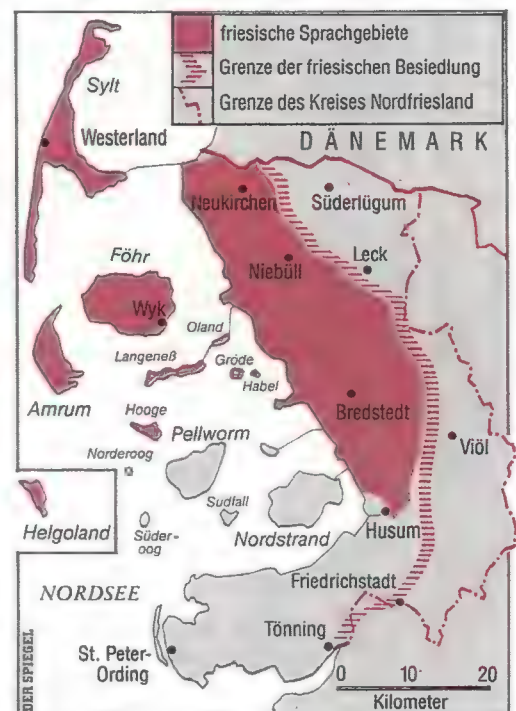 friesische Sprachgebiete
Grenze der friesischen Besiedlung
Grenze des Kreises Nordfriesland
DÄNEMARK
Sylt
Westerland
Neukirchen
Süderlügum
Leck
Niebüll
Föhr
Wyk
Oland
Langeneß
Gröde
Habel
Amrum
Hooge
Bredstedt
Pellworm
Viöl
Norderoog
Südfall
Helgoland
Süder-
oog
Nordstrand
Husum
NORDSEE
Friedrichstadt
Tönning
St. Peter-
Ording
0 10 20
Kilometer
DER SPIEGEL